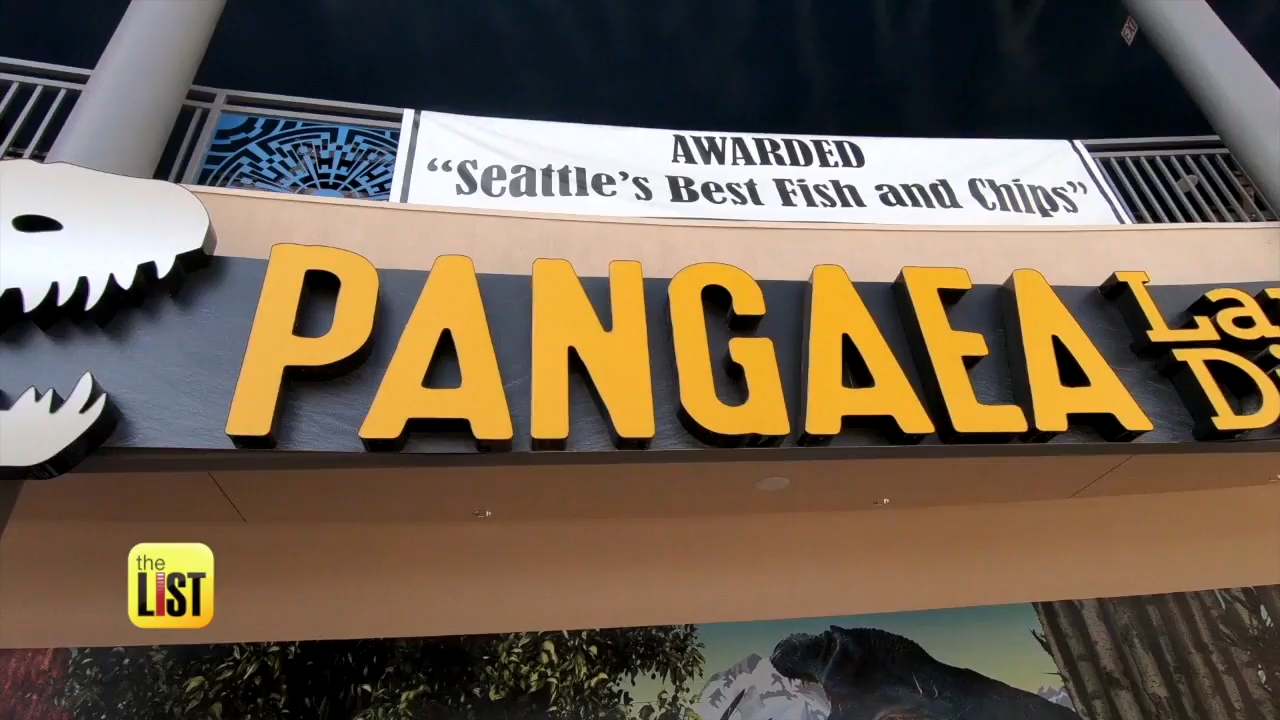 AWARDED
“Seattle’s Best Fish and Chips”
PANGAEA
the
LiST